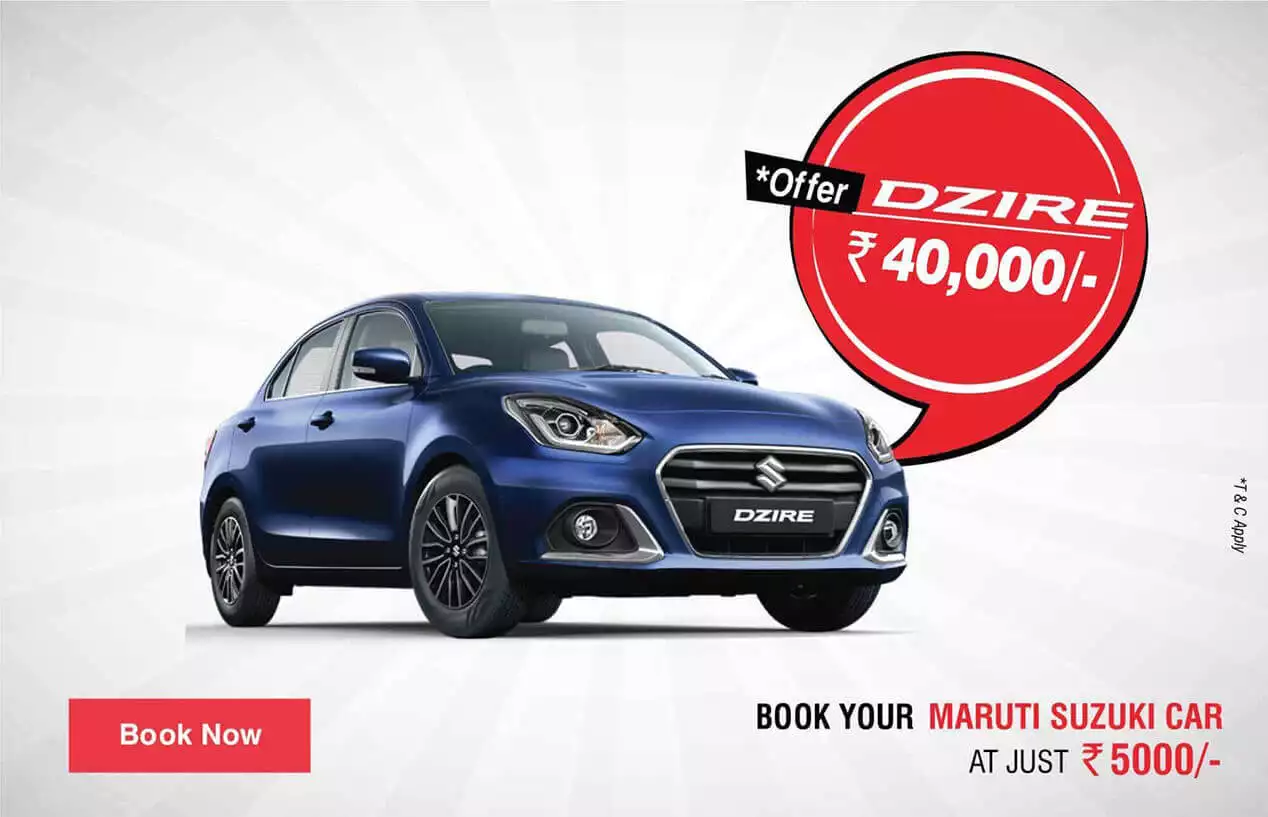 *Offer
DZIRE
₹ 40,000/-
DZIRE
*T & C Apply
Book Now
BOOK YOUR MARUTI SUZUKI CAR
AT JUST ₹ 5000/-